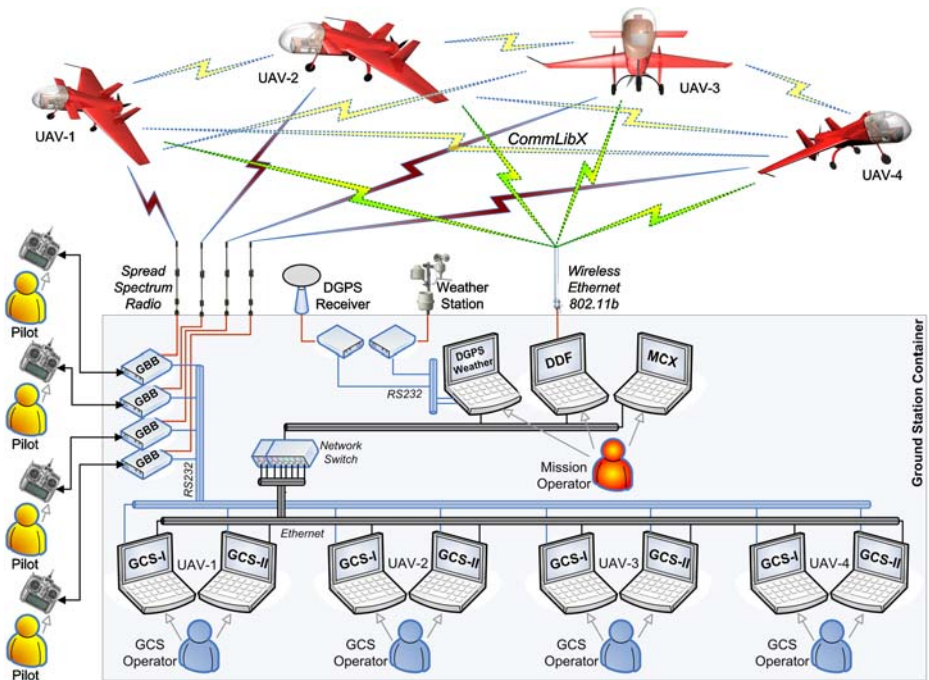 UAV-1
UAV-2
UAV-3
UAV-4
CommLibX
Spread
Spectrum
Radio
DGPS
Receiver
Weather
Station
Wireless
Ethernet
802.11b
Pilot
Pilot
Pilot
Pilot
GBB
GBB
GBB
GBB
RS232
DGPS
Weather
DDF
MCX
RS232
Network
Switch
Mission
Operator
Ground Station Container
Ethernet
GCS-I
UAV-1
GCS-II
GCS-I
UAV-2
GCS-II
GCS-I
UAV-3
GCS-II
GCS-I
UAV-4
GCS-II
GCS
Operator
GCS
Operator
GCS
Operator
GCS
Operator